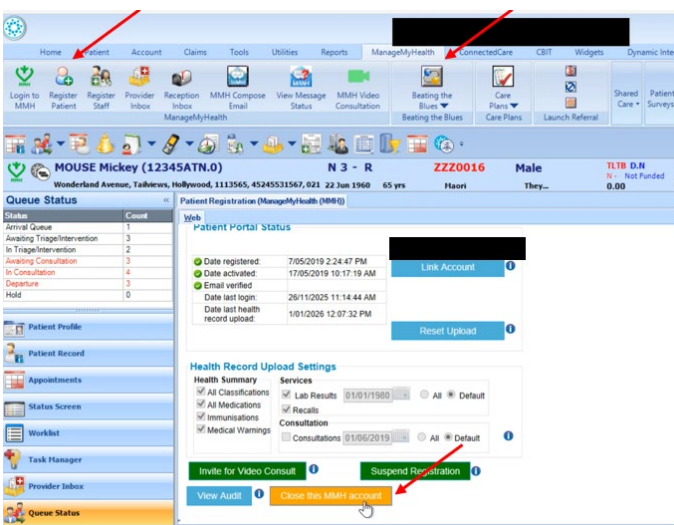 Home Patient Account Claims Tools Utilities Reports ManageMyHealth ConnectedCare CBIT Widgets Dynamic Inte
Login to MMH
Register Patient
Register Staff
Provider Inbox
Reception Inbox
MMH Compose Email
View Message Status
MMH Video Consultation
Beating the Blues
Care Plans
Shared Care
Patient Surveys
ManageMyHealth Beating the Blues Care Plans Launch Referral
MOUSE Mickey (12345ATN.0) N 3 - R ZZZ0016 Male TLTB D.N
N - Not Funded
Wonderland Avenue, Tailviews, Hollywood, 1113565, 45245531567, 021 22 Jun 1960 65 yrs Maori They... 0.00
Queue Status «
Status Count
Arrival Queue 1
Awaiting Triage/Intervention 3
In Triage/Intervention 2
Awaiting Consultation 3
In Consultation 4
Departure 3
Hold 0
Patient Profile
Patient Record
Appointments
Status Screen
Worklist
Task Manager
Provider Inbox
Queue Status
Patient Registration (ManageMyHealth (MMH))
Web
Patient Portal Status
Date registered: 7/05/2019 2:24:47 PM
Date activated: 17/05/2019 10:17:19 AM
Email verified
Date last login: 26/11/2025 11:14:44 AM
Date last health record upload: 1/01/2026 12:07:32 PM
Link Account
Reset Upload
Health Record Upload Settings
Health Summary
All Classifications
All Medications
Immunisations
Medical Warnings
Services
Lab Results 01/01/1980 All Default
Recalls
Consultation
Consultations 01/06/2019 All Default
Invite for Video Consult
Suspend Registration
View Audit
Close this MMH account